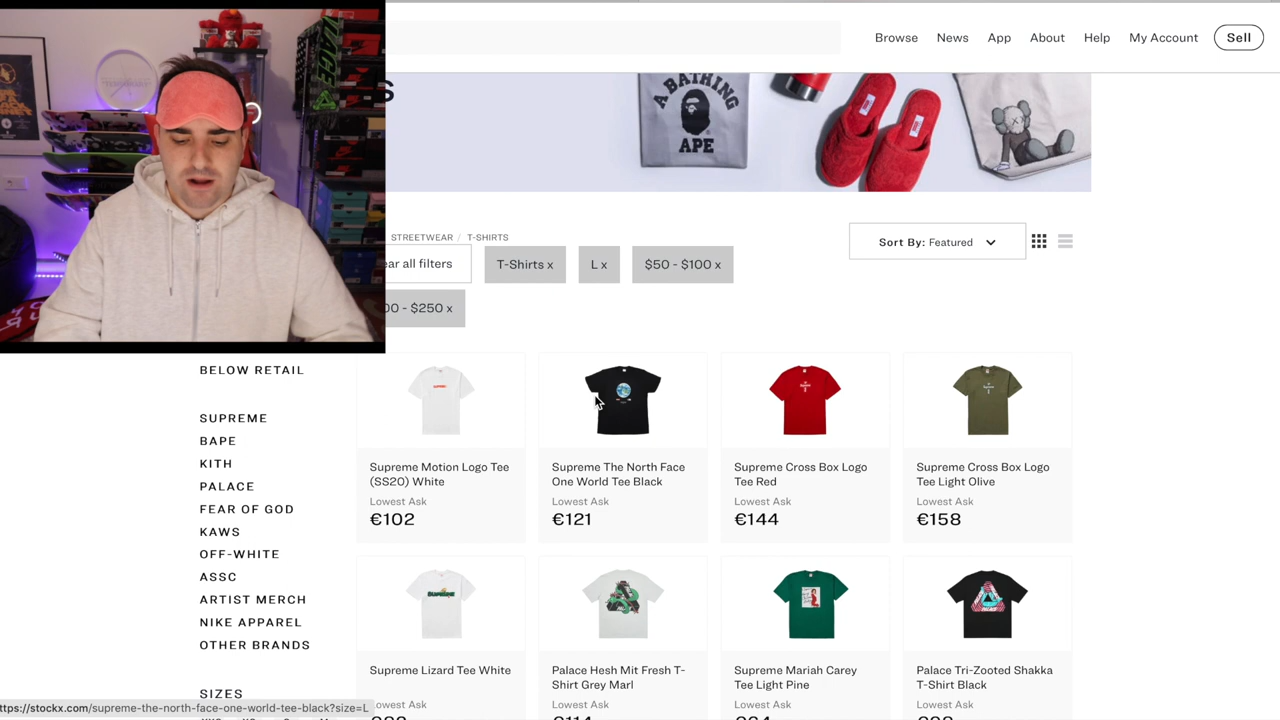 Browse News App About Help My Account Sell
S
A BATHING
APE
STREETWEAR / T-SHIRTS
Sort By: Featured
ar all filters
T-Shirts x
L x
$50 - $100 x
00 - $250 x
BELOW RETAIL
SUPREME
BAPE
KITH
PALACE
FEAR OF GOD
KAWS
OFF-WHITE
ASSC
ARTIST MERCH
NIKE APPAREL
OTHER BRANDS
SIZES
Supreme Motion Logo Tee
(SS20) White
Lowest Ask
€102
Supreme The North Face
One World Tee Black
Lowest Ask
€121
Supreme Cross Box Logo
Tee Red
Lowest Ask
€144
Supreme Cross Box Logo
Tee Light Olive
Lowest Ask
€158
Supreme Lizard Tee White
Lowest Ask
Palace Hesh Mit Fresh T-
Shirt Grey Marl
Lowest Ask
€114
Supreme Mariah Carey
Tee Light Pine
Lowest Ask
Palace Tri-Zooted Shakka
T-Shirt Black
Lowest Ask
ttps://stockx.com/supreme-the-north-face-one-world-tee-black?size=L